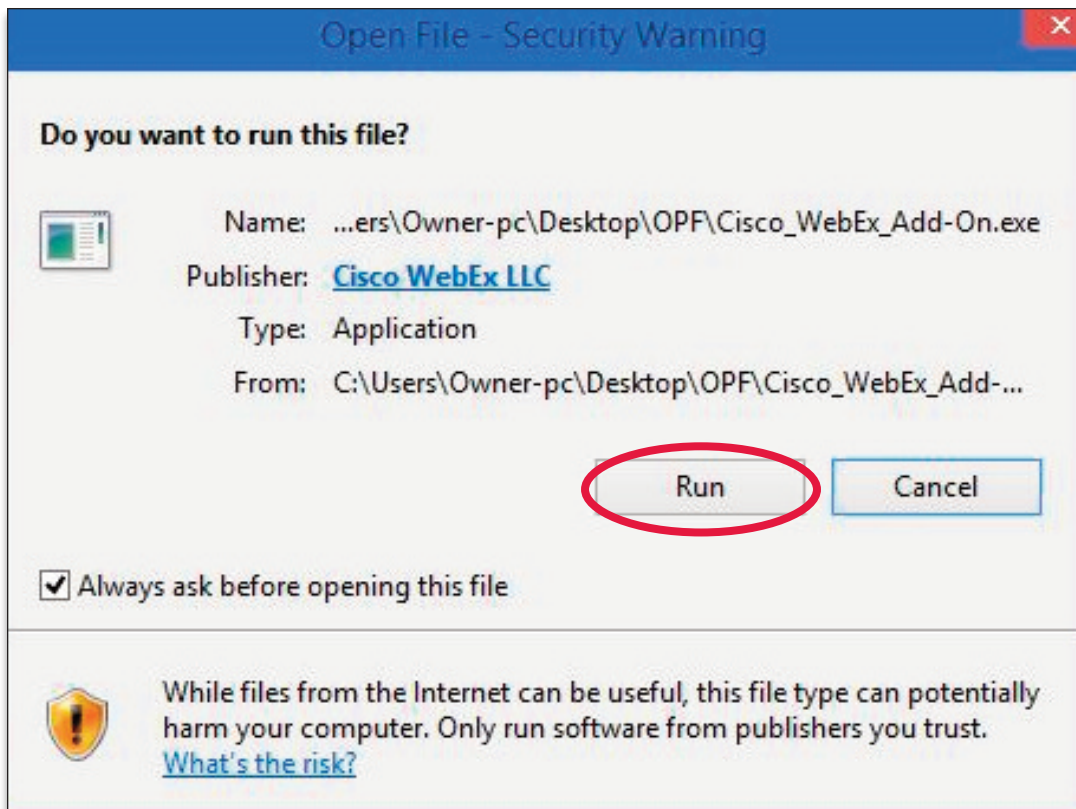 Open File - Security Warning
Do you want to run this file?
Name: ...ers\Owner-pc\Desktop\OPF\Cisco_WebEx_Add-On.exe
Publisher: Cisco WebEx LLC
Type: Application
From: C:\Users\Owner-pc\Desktop\OPF\Cisco_WebEx_Add-...
Run Cancel
Always ask before opening this file
While files from the Internet can be useful, this file type can potentially
harm your computer. Only run software from publishers you trust.
What's the risk?